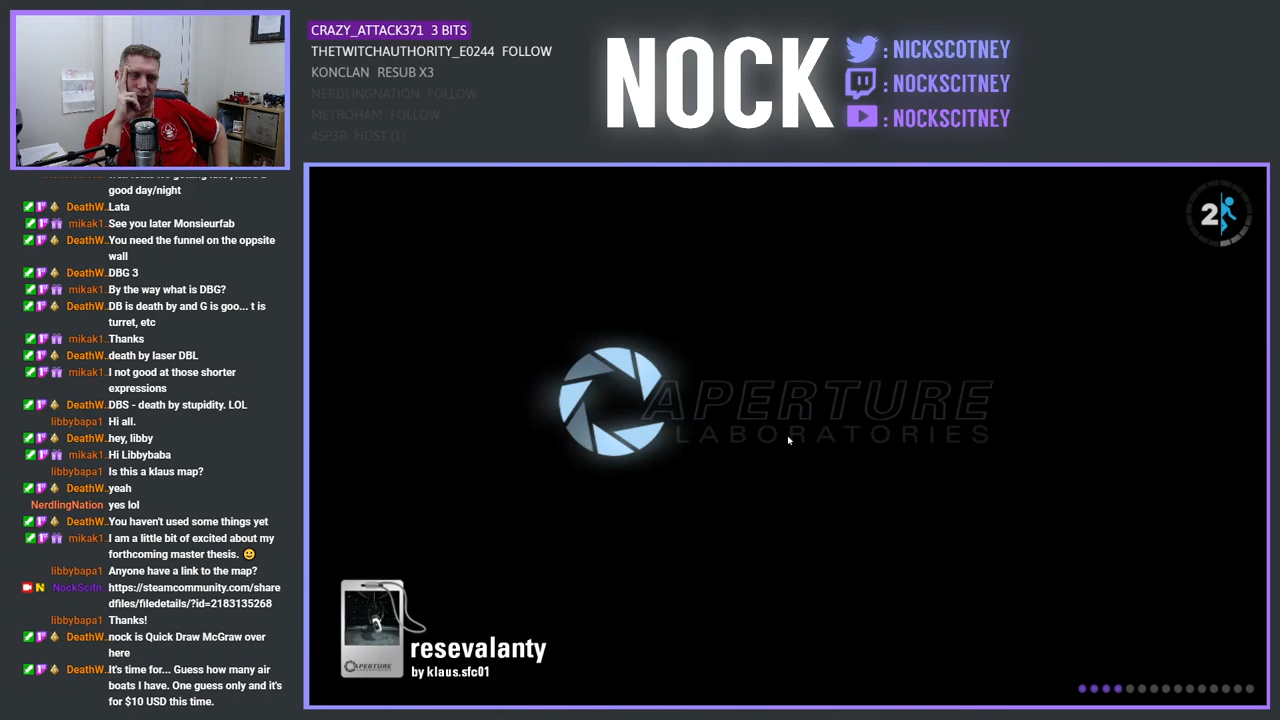 CRAZY_ATTACK371 3 BITS
THETWITCHAUTHORITY_E0244 FOLLOW
KONCLAN RESUB X3
NERDLINGNATION FOLLOW
METROHAM FOLLOW
4SP3R HOST (1)
NOCK
: NICKSCOTNEY
: NOCKSCITNEY
: NOCKSCITNEY
good day/night
DeathW..Lata
mikak1..See you later Monsieurfab
DeathW..You need the funnel on the oppsite
wall
DeathW..DBG 3
mikak1..By the way what is DBG?
DeathW..DB is death by and G is goo... t is
turret, etc
mikak1..Thanks
DeathW..death by laser DBL
mikak1..I not good at those shorter
expressions
DeathW..DBS - death by stupidity. LOL
libbybapa1 Hi all.
DeathW..hey, libby
mikak1..Hi Libbybaba
libbybapa1 Is this a klaus map?
DeathW..yeah
NerdlingNation yes lol
DeathW..You haven't used some things yet
mikak1..I am a little bit of excited about my
forthcoming master thesis.
libbybapa1 Anyone have a link to the map?
NockScitn..https://steamcommunity.com/share
dfiles/filedetails/?id=2183135268
libbybapa1 Thanks!
DeathW..nock is Quick Draw McGraw over
here
DeathW..It's time for... Guess how many air
boats I have. One guess only and it's
for $10 USD this time.
2
APERTURE
LABORATORIES
APERTURE
resevalanty
by klaus.sfc01